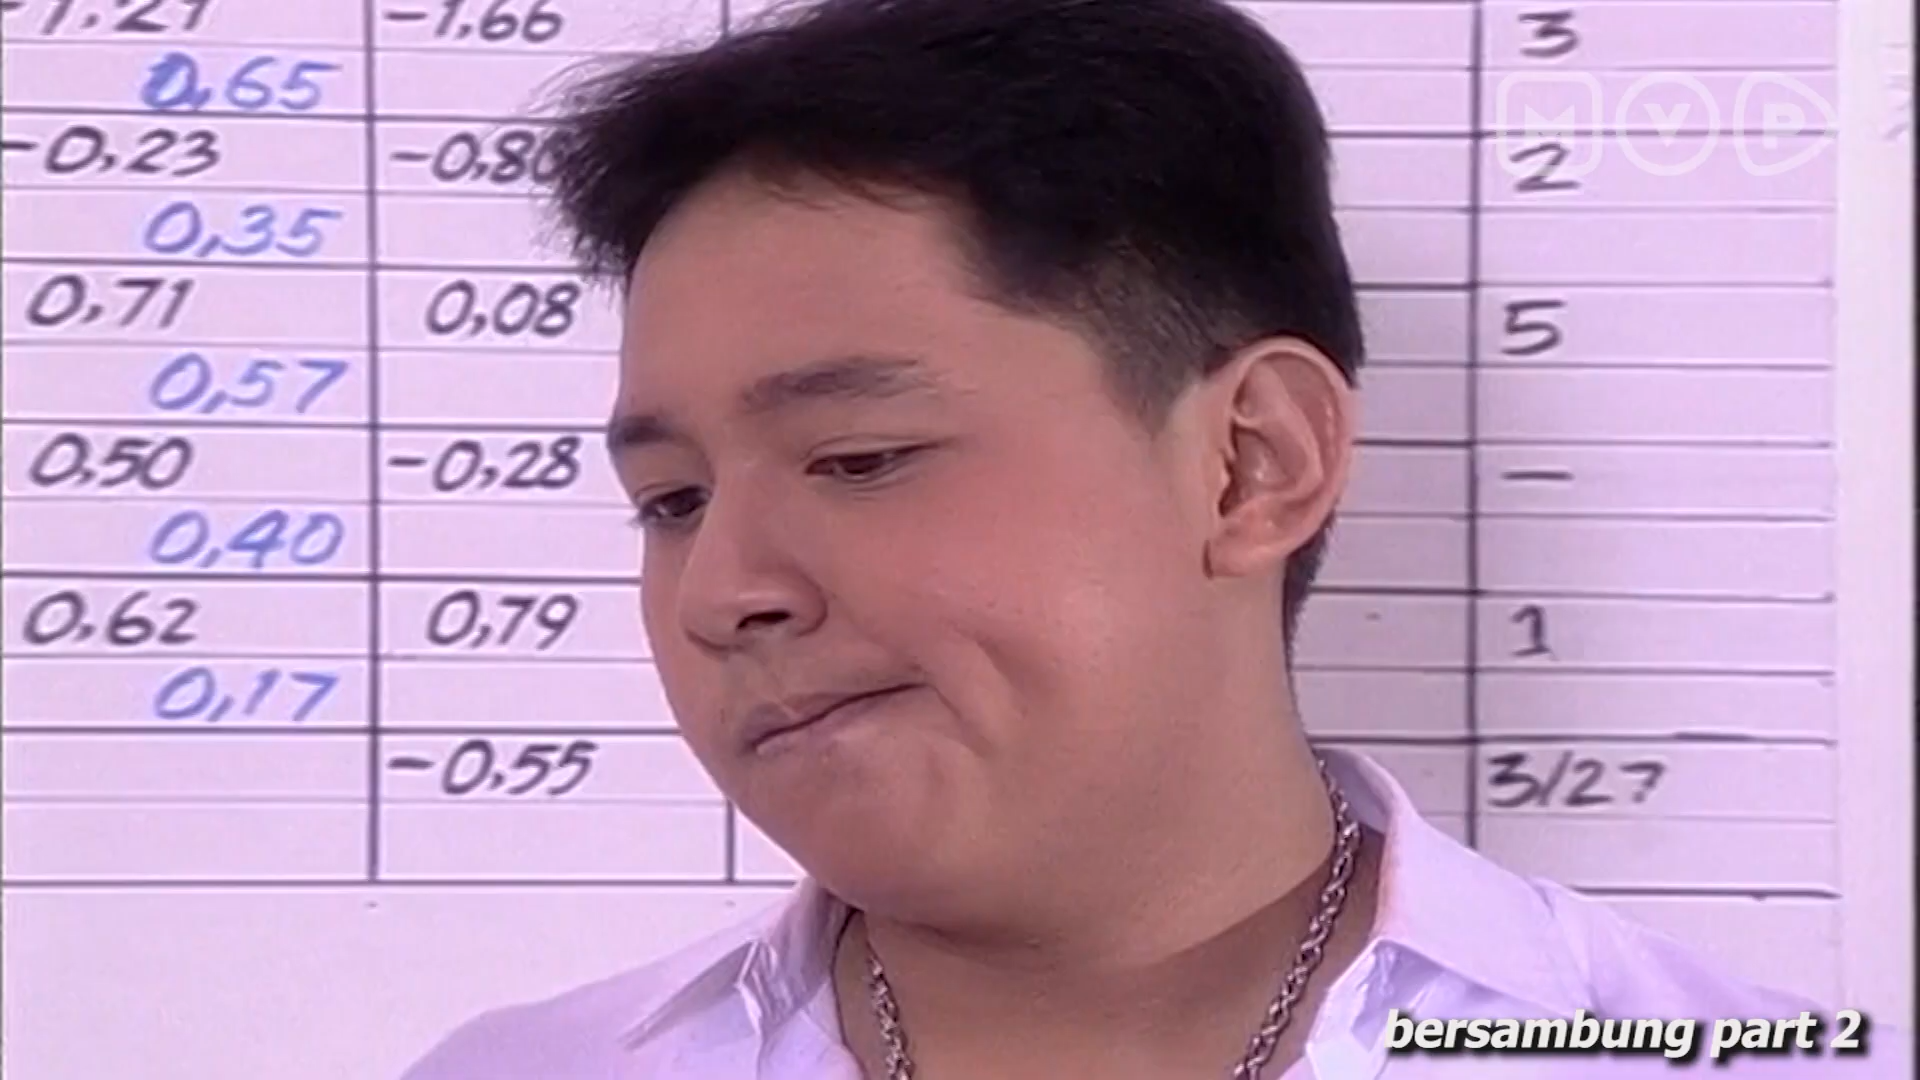 -1,29 -1,66 3
0,65
M V P
-0,23 -0,80 2
0,35
0,71 0,08 5
0,57
0,50 -0,28 –
0,40
0,62 0,79 - 1
0,17
-0,55 3/27
bersambung part 2